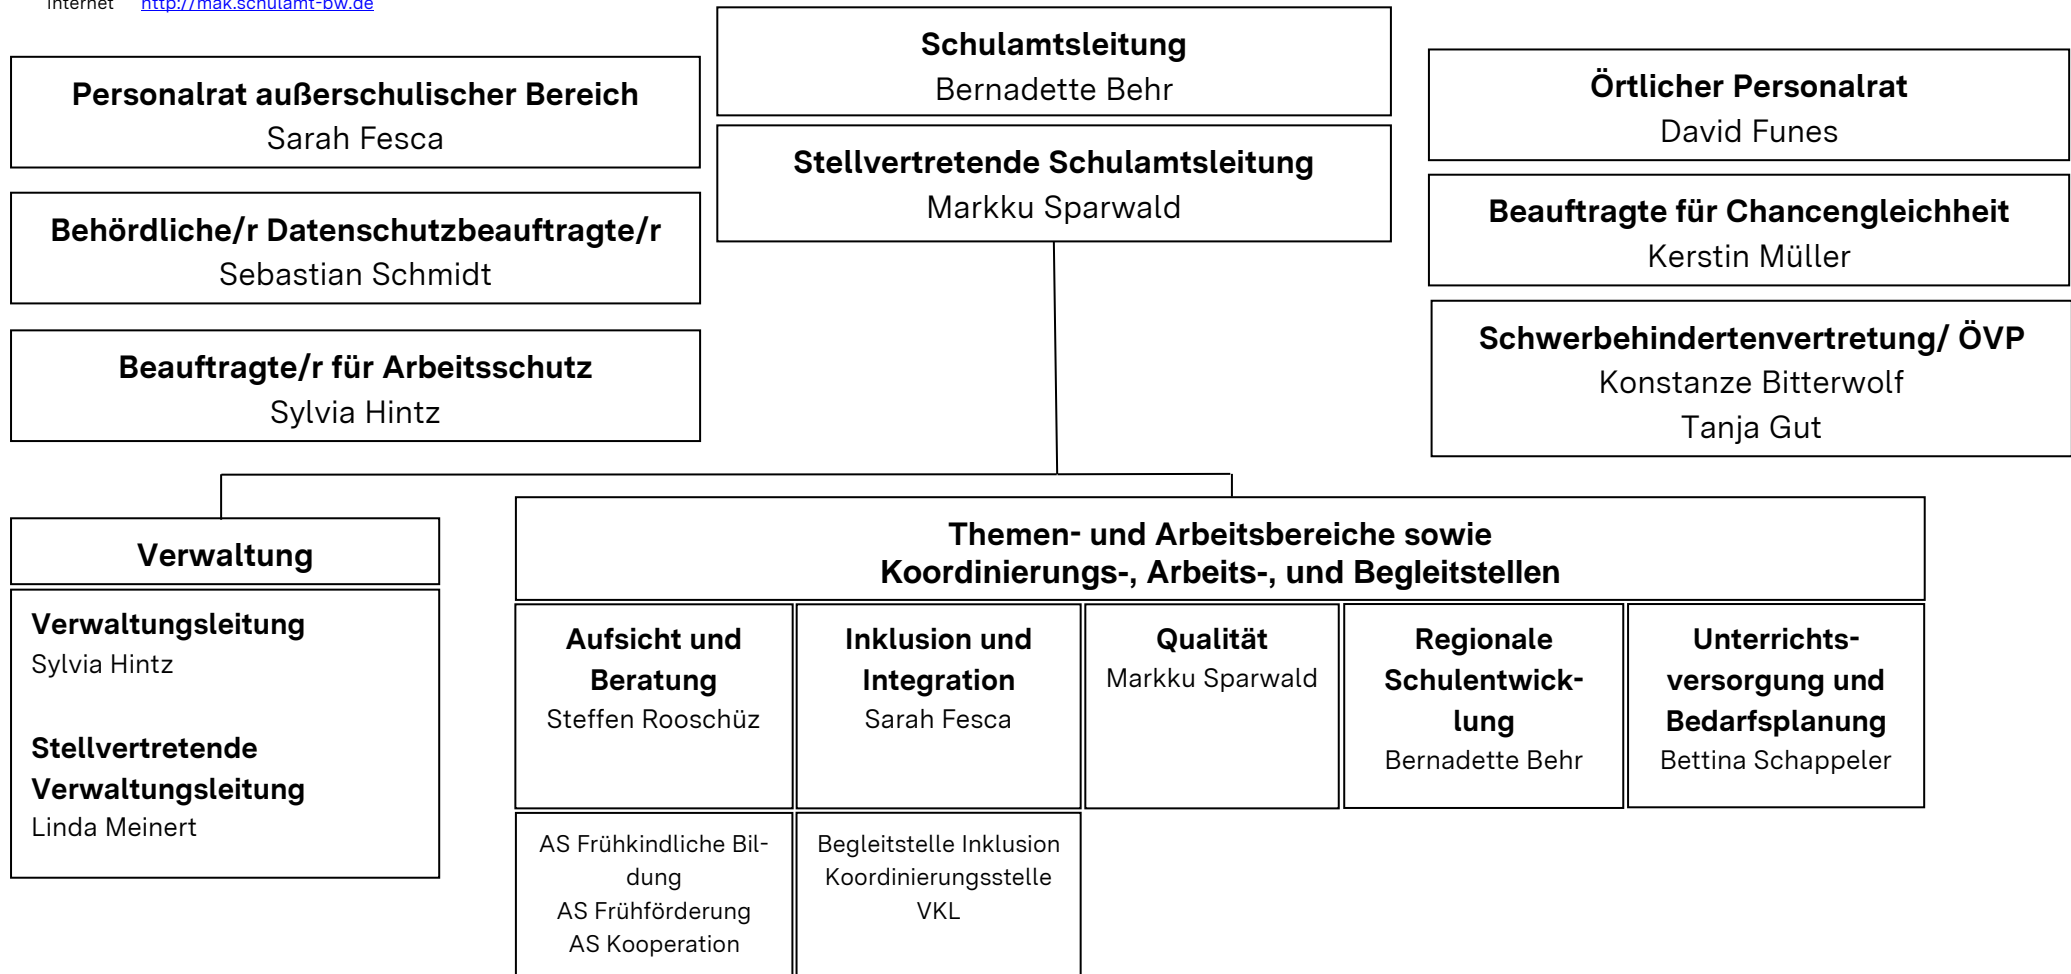 Internet http://mak.schulamt-bw.de
Schulamtsleitung
Bernadette Behr
Stellvertretende Schulamtsleitung
Markku Sparwald
Personalrat außerschulischer Bereich
Sarah Fesca
Behördliche/r Datenschutzbeauftragte/r
Sebastian Schmidt
Beauftragte/r für Arbeitsschutz
Sylvia Hintz
Örtlicher Personalrat
David Funes
Beauftragte für Chancengleichheit
Kerstin Müller
Schwerbehindertenvertretung/ ÖVP
Konstanze Bitterwolf
Tanja Gut
Verwaltung
Verwaltungsleitung
Sylvia Hintz
Stellvertretende
Verwaltungsleitung
Linda Meinert
Themen- und Arbeitsbereiche sowie
Koordinierungs-, Arbeits-, und Begleitstellen
Aufsicht und
Beratung
Steffen Rooschüz
AS Frühkindliche Bil-
dung
AS Frühförderung
AS Kooperation
Inklusion und
Integration
Sarah Fesca
Begleitstelle Inklusion
Koordinierungsstelle
VKL
Qualität
Markku Sparwald
Regionale
Schulentwick-
lung
Bernadette Behr
Unterrichts-
versorgung und
Bedarfsplanung
Bettina Schappeler